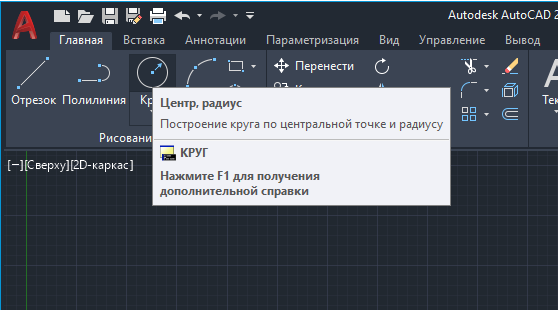 Autodesk AutoCAD 2
Главная Вставка Аннотации Параметризация Вид Управление Вывод
Отрезок Полилиния Кр Перенести Тек
Рисовани
Центр, радиус
Построение круга по центральной точке и радиусу
КРУГ
Нажмите F1 для получения
дополнительной справки
[−][Сверху][2D-каркас]